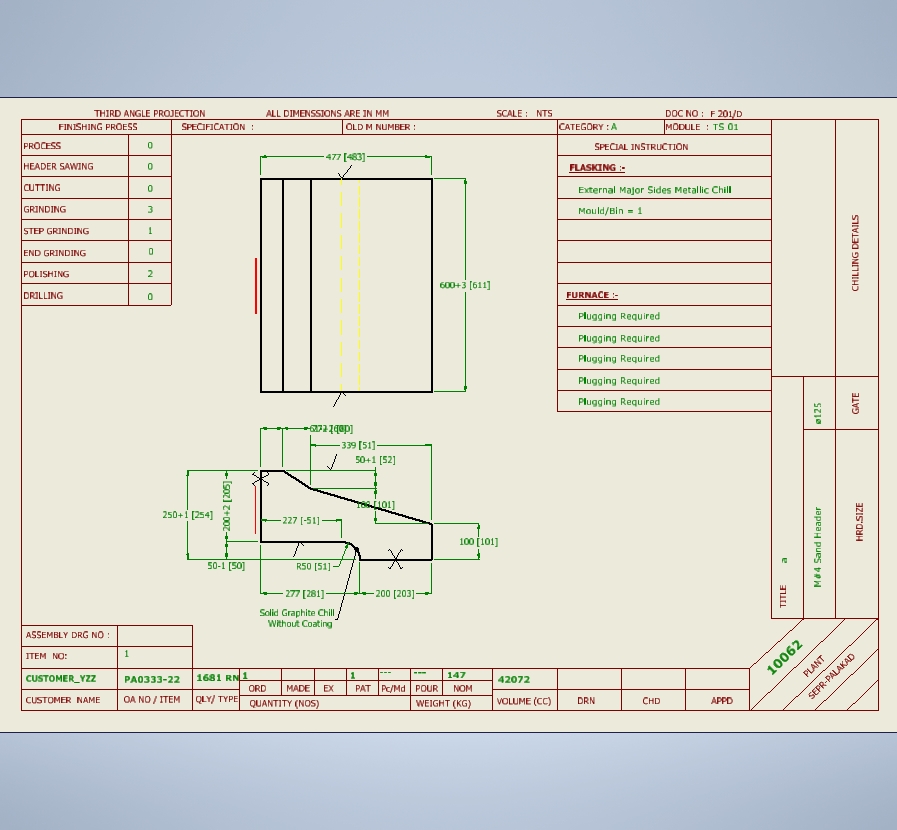 THIRD ANGLE PROJECTION ALL DIMENSSIONS ARE IN MM SCALE : NTS DOC NO : F 201/D
FINISHING PROESS SPECIFICATION : OLD M NUMBER : CATEGORY : A MODULE : TS 01
PROCESS 0
HEADER SAWING 0
CUTTING 0
GRINDING 3
STEP GRINDING 1
END GRINDING 0
POLISHING 2
DRILLING 0
477 [483]
600+3 [611]
SPECIAL INSTRUCTION
FLASKING :-
External Major Sides Metallic Chill
Mould/Bin = 1
FURNACE :-
Plugging Required
Plugging Required
Plugging Required
Plugging Required
Plugging Required
CHILLING DETAILS
GATE
ø125
HRD.SIZE
M#4 Sand Header
TITLE a
339 [51]
50+1 [52]
[101]
250+1 [254]
200+2 [205]
227 [-51]
100 [101]
50-1 [50]
R50 [51]
277 [281]
200 [203]
Solid Graphite Chill
Without Coating
ASSEMBLY DRG NO :
ITEM NO: 1
CUSTOMER_YZZ PA0333-22 1681 RN 1 1 --- --- 147 42072
CUSTOMER NAME OA NO / ITEM QLY/ TYPE ORD MADE EX PAT Pc/Md POUR NOM VOLUME (CC) DRN CHD APPD
QUANTITY (NOS) WEIGHT (KG)
10062
PLANT
SEPR-PALAKAD